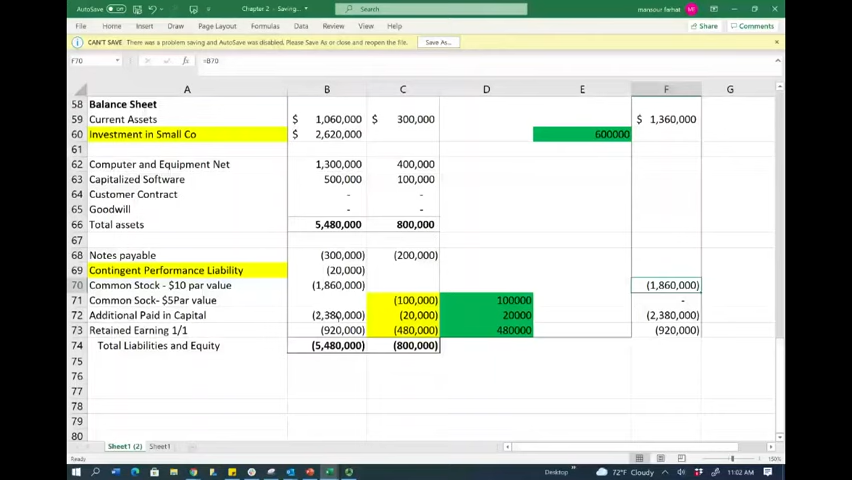 AutoSave Off Chapter 2 - Saving... Search mansour farhat MF
File Home Insert Draw Page Layout Formulas Data Review View Help Share Comments
CAN'T SAVE There was a problem saving and AutoSave was disabled. Please Save As or close and reopen the file. Save As...
F70 fx =B70
A B C D E F G
58 Balance Sheet
59 Current Assets $ 1,060,000 $ 300,000 $ 1,360,000
60 Investment in Small Co $ 2,620,000 600000
61
62 Computer and Equipment Net 1,300,000 400,000
63 Capitalized Software 500,000 100,000
64 Customer Contract - -
65 Goodwill - -
66 Total assets 5,480,000 800,000
67
68 Notes payable (300,000) (200,000)
69 Contingent Performance Liability (20,000)
70 Common Stock - $10 par value (1,860,000) (1,860,000)
71 Common Sock- $5Par value (100,000) 100000 -
72 Additional Paid in Capital (2,380,000) (20,000) 20000 (2,380,000)
73 Retained Earning 1/1 (920,000) (480,000) 480000 (920,000)
74 Total Liabilities and Equity (5,480,000) (800,000)
75
76
77
78
79
80
Sheet1 (2) Sheet1
Ready 150%
Desktop 72°F Cloudy 11:02 AM